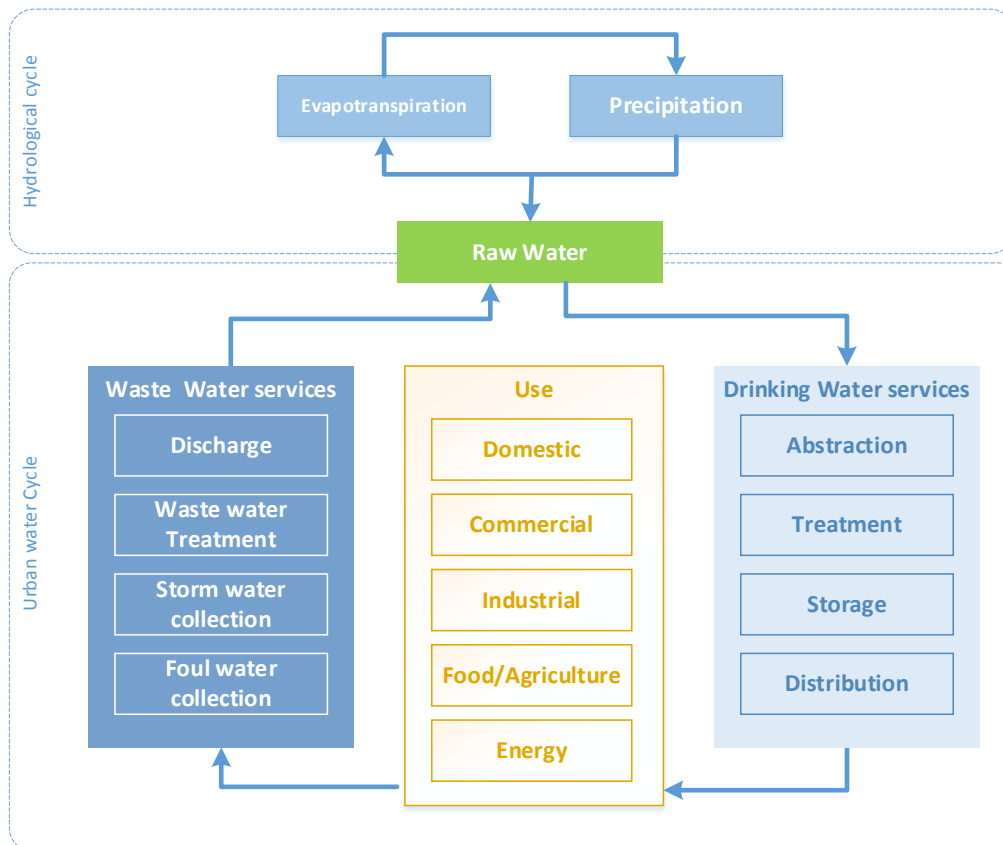 Hydrological cycle
Evapotranspiration
Precipitation
Raw Water
Urban water Cycle
Waste Water services
Discharge
Waste water
Treatment
Storm water
collection
Foul water
collection
Use
Domestic
Commercial
Industrial
Food/Agriculture
Energy
Drinking Water services
Abstraction
Treatment
Storage
Distribution